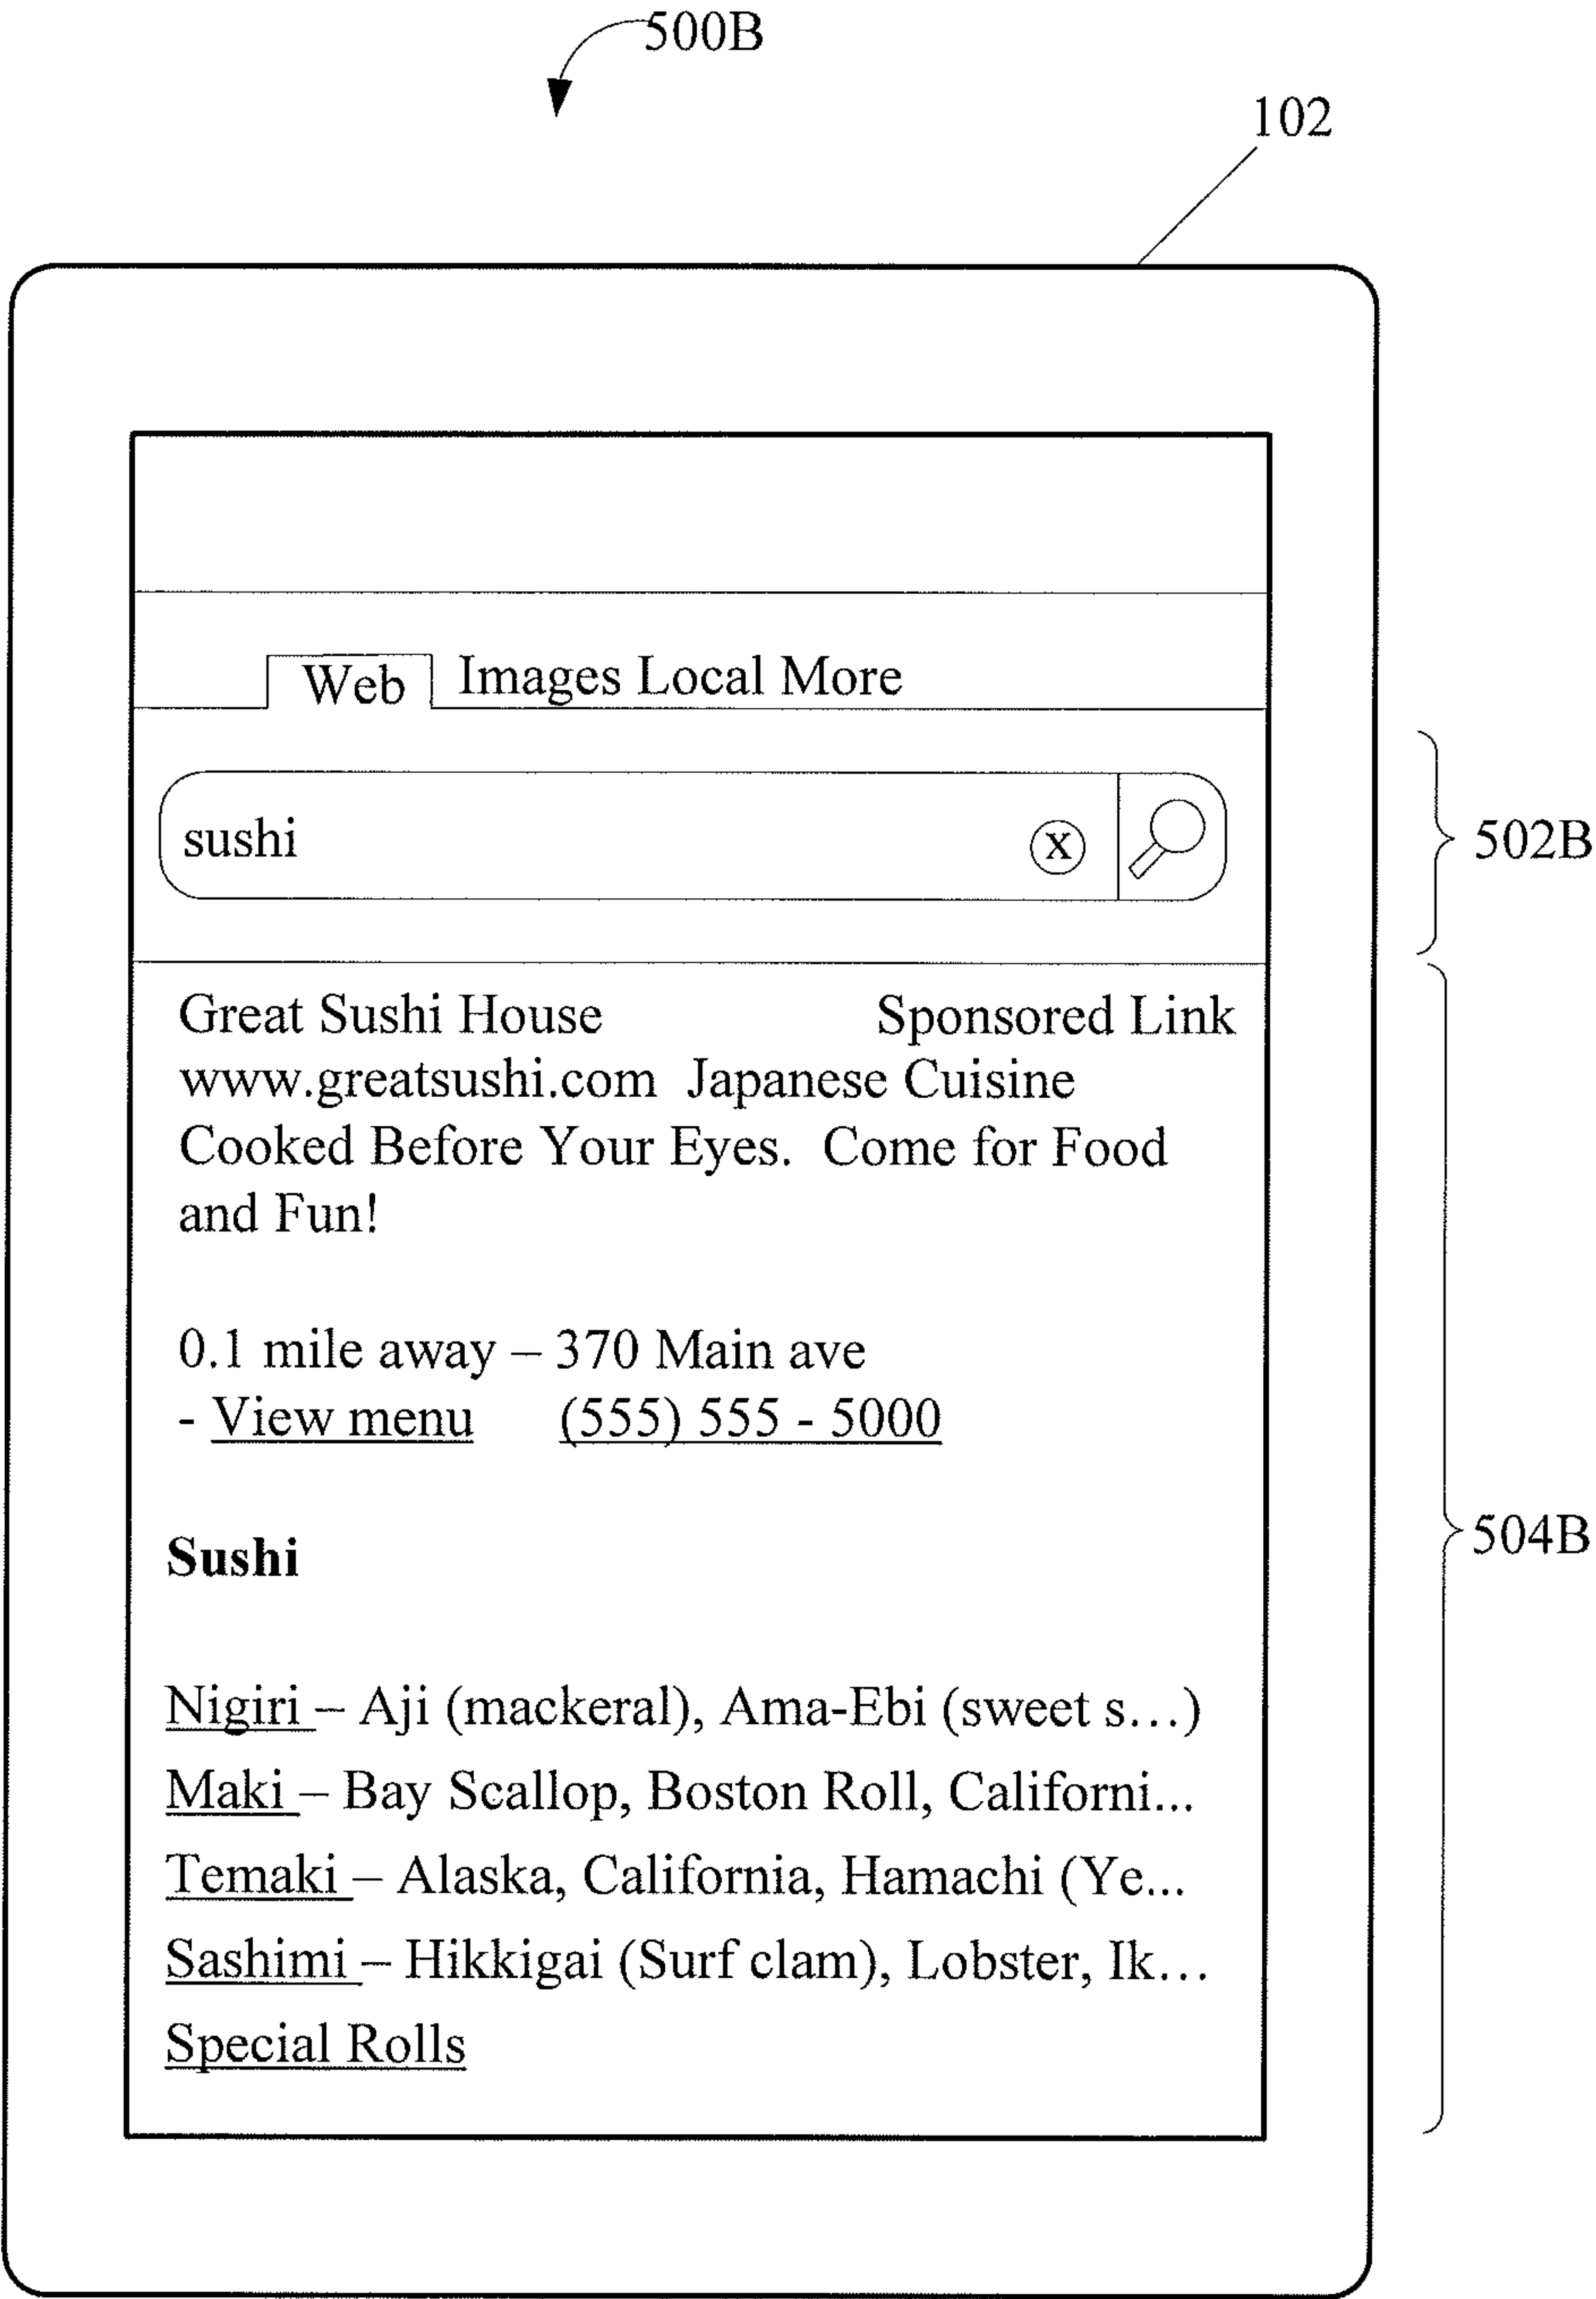 500B
102
Web Images Local More
sushi X
502B
Great Sushi House Sponsored Link
www.greatsushi.com Japanese Cuisine
Cooked Before Your Eyes. Come for Food
and Fun!
0.1 mile away – 370 Main ave
- View menu (555) 555 - 5000
Sushi
504B
Nigiri – Aji (mackeral), Ama-Ebi (sweet s...)
Maki – Bay Scallop, Boston Roll, Californi...
Temaki – Alaska, California, Hamachi (Ye...
Sashimi – Hikkigai (Surf clam), Lobster, Ik...
Special Rolls